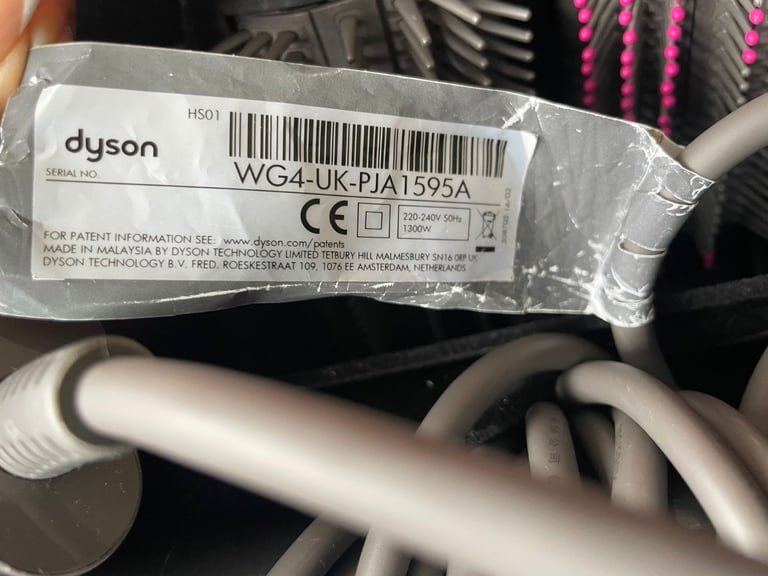 HS01
dyson
SERIAL NO.
WG4-UK-PJA1595A
CE
220-240V 50Hz
1300W
FOR PATENT INFORMATION SEE: www.dyson.com/patents
MADE IN MALAYSIA BY DYSON TECHNOLOGY LIMITED TETBURY HILL MALMESBURY SN16 0RP UK
DYSON TECHNOLOGY B.V. FRED. ROESKESTRAAT 109, 1076 EE AMSTERDAM, NETHERLANDS